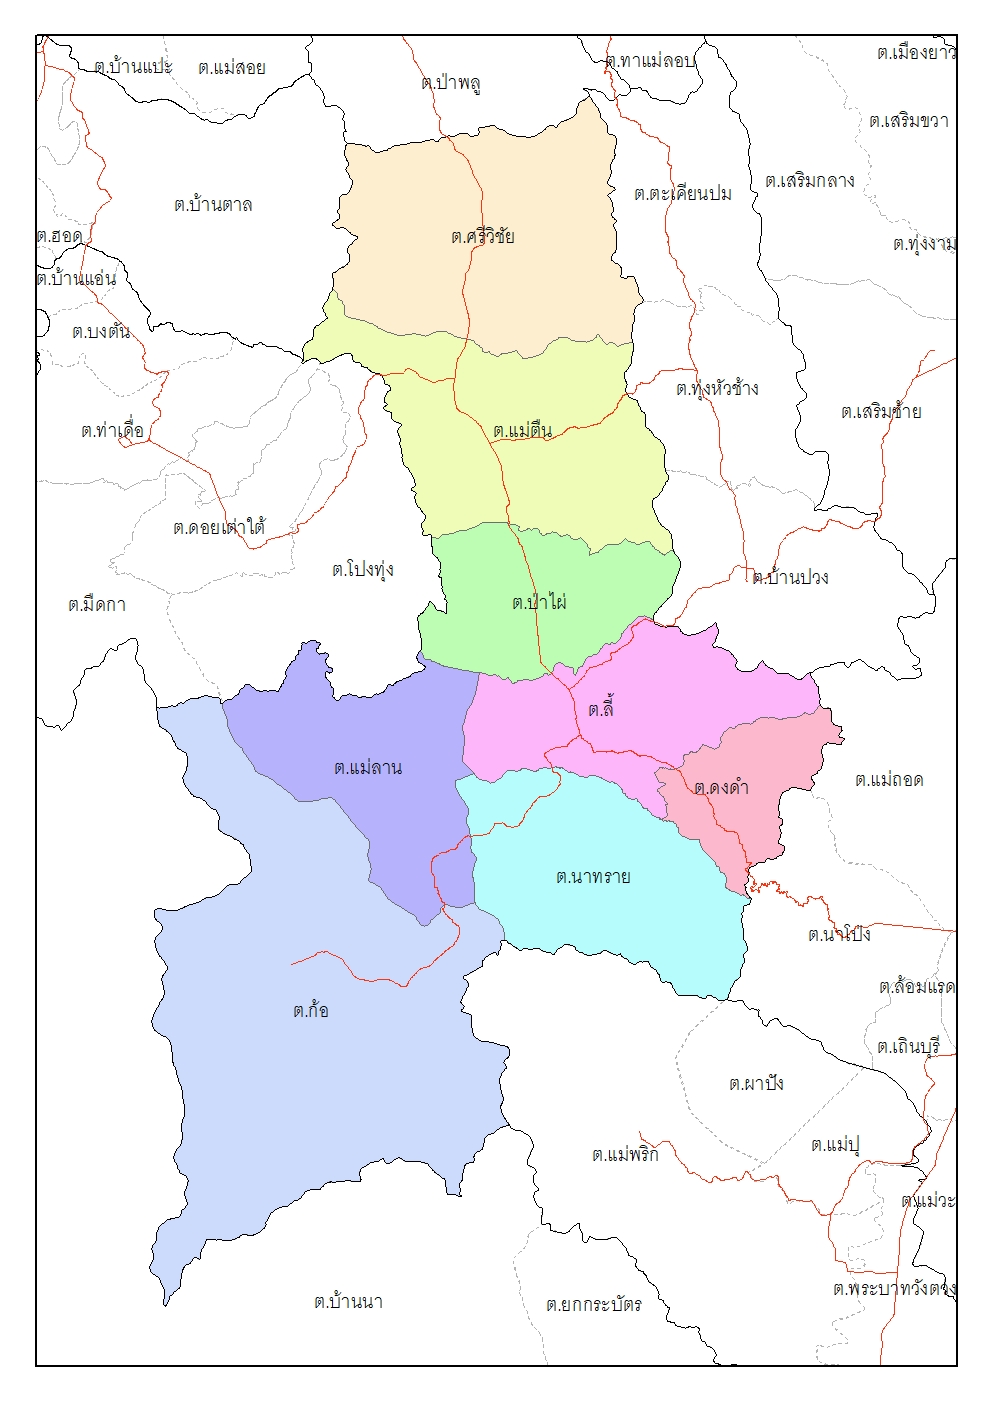 ต.เมืองยาว
ต.ทาแม่ลอบ
ต.บ้านแปะ
ต.แม่สอย
ต.ป่าพลู
ต.เสริมขวา
ต.เสริมกลาง
ต.ตะเคียนปม
ต.บ้านตาล
ต.ฮอด
ต.ศรีวิชัย
ต.ทุ่งงาม
ต.บ้านแอ่น
ต.บงตัน
ต.ทุ่งหัวช้าง
ต.เสริมซ้าย
ต.ท่าเดื่อ
ต.แม่ตืน
ต.ดอยเต่าใต้
ต.โปงทุ่ง
ต.บ้านปวง
ต.มืดกา
ต.ป่าไผ่
ต.ลี้
ต.แม่ลาน
ต.แม่ถอด
ต.ดงดำ
ต.นาทราย
ต.นาโป่ง
ต.ล้อมแรด
ต.ก้อ
ต.เถินบุรี
ต.ผาปัง
ต.แม่ปุ
ต.แม่พริก
ต.แม่วะ
ต.พระบาทวังตวง
ต.บ้านนา
ต.ยกกระบัตร